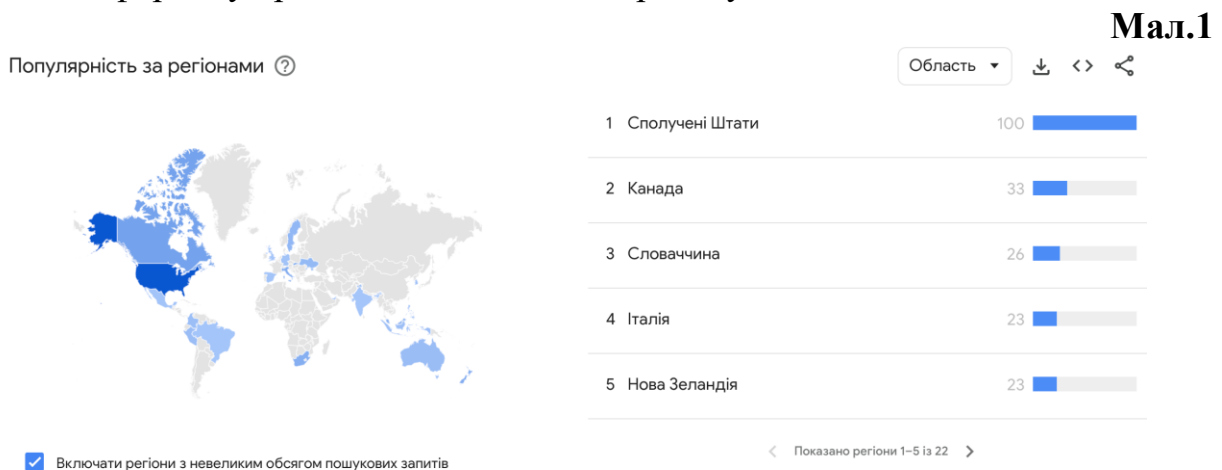 Мал.1
Популярність за регіонами
Область
1 Сполучені Штати 100
2 Канада 33
3 Словаччина 26
4 Італія 23
5 Нова Зеландія 23
Включати регіони з невеликим обсягом пошукових запитів
Показано регіони 1–5 із 22